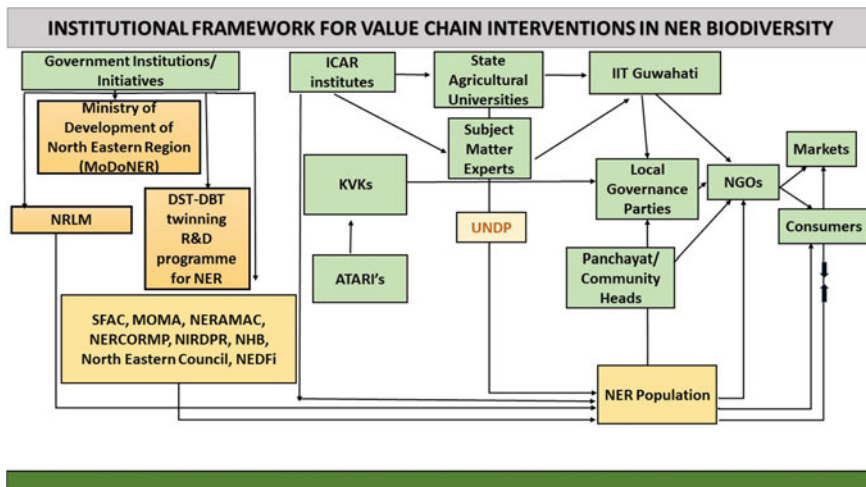 INSTITUTIONAL FRAMEWORK FOR VALUE CHAIN INTERVENTIONS IN NER BIODIVERSITY
Government Institutions/
Initiatives
Ministry of
Development of
North Eastern Region
(MoDoNER)
NRLM
DST-DBT
twinning
R&D
programme
for NER
SFAC, MOMA, NERAMAC,
NERCORMP, NIRDPR, NHB,
North Eastern Council, NEDFi
ICAR
institutes
State
Agricultural
Universities
IIT Guwahati
Subject
Matter
Experts
KVKs
ATARI's
UNDP
Local
Governance
Parties
NGOs
Markets
Consumers
Panchayat/
Community
Heads
NER Population